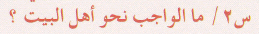 س٢ / ما الواجب نحو أهل البيت ؟